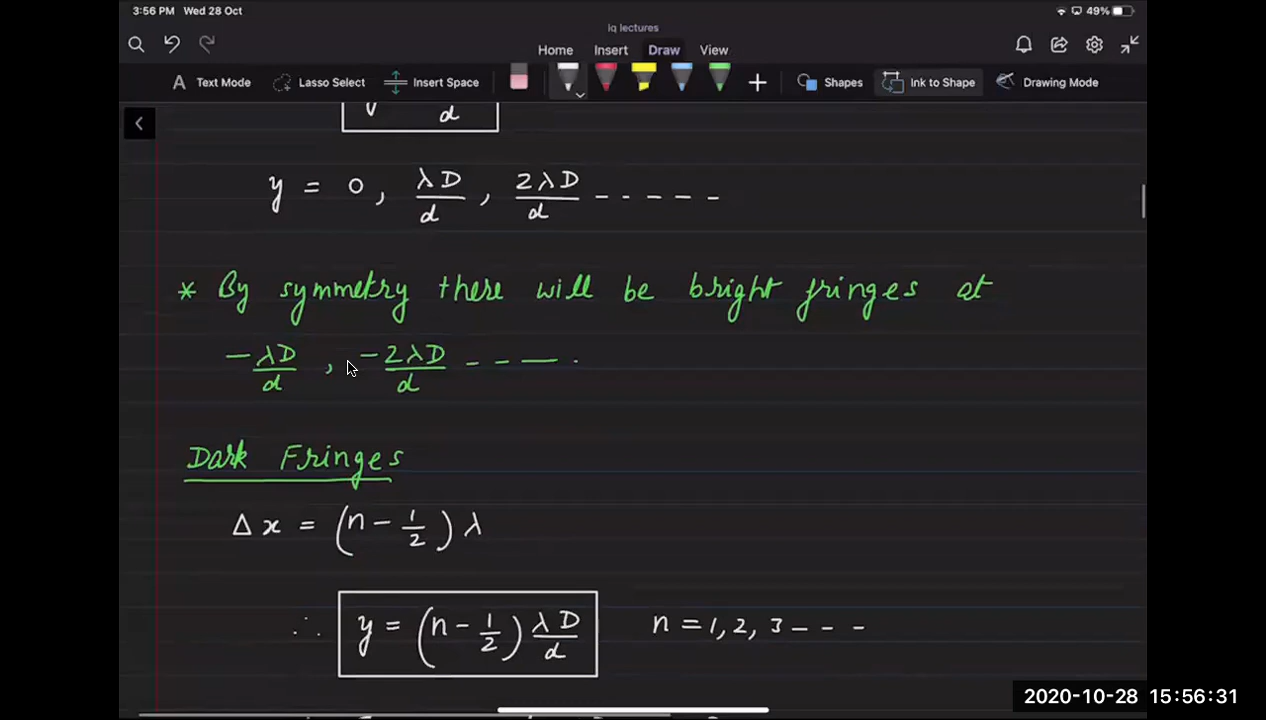 3:56 PM Wed 28 Oct
49%
iq lectures
Home Insert Draw View
Text Mode Lasso Select Insert Space Shapes Ink to Shape Drawing Mode
d
y = 0, λD/d, 2λD/d -----
* By symmetry there will be bright fringes at
-λD/d, -2λD/d ---.
Dark Fringes
Δx = (n - 1/2) λ
∴ y = (n - 1/2) λD/d n = 1, 2, 3 ---
2020-10-28 15:56:31